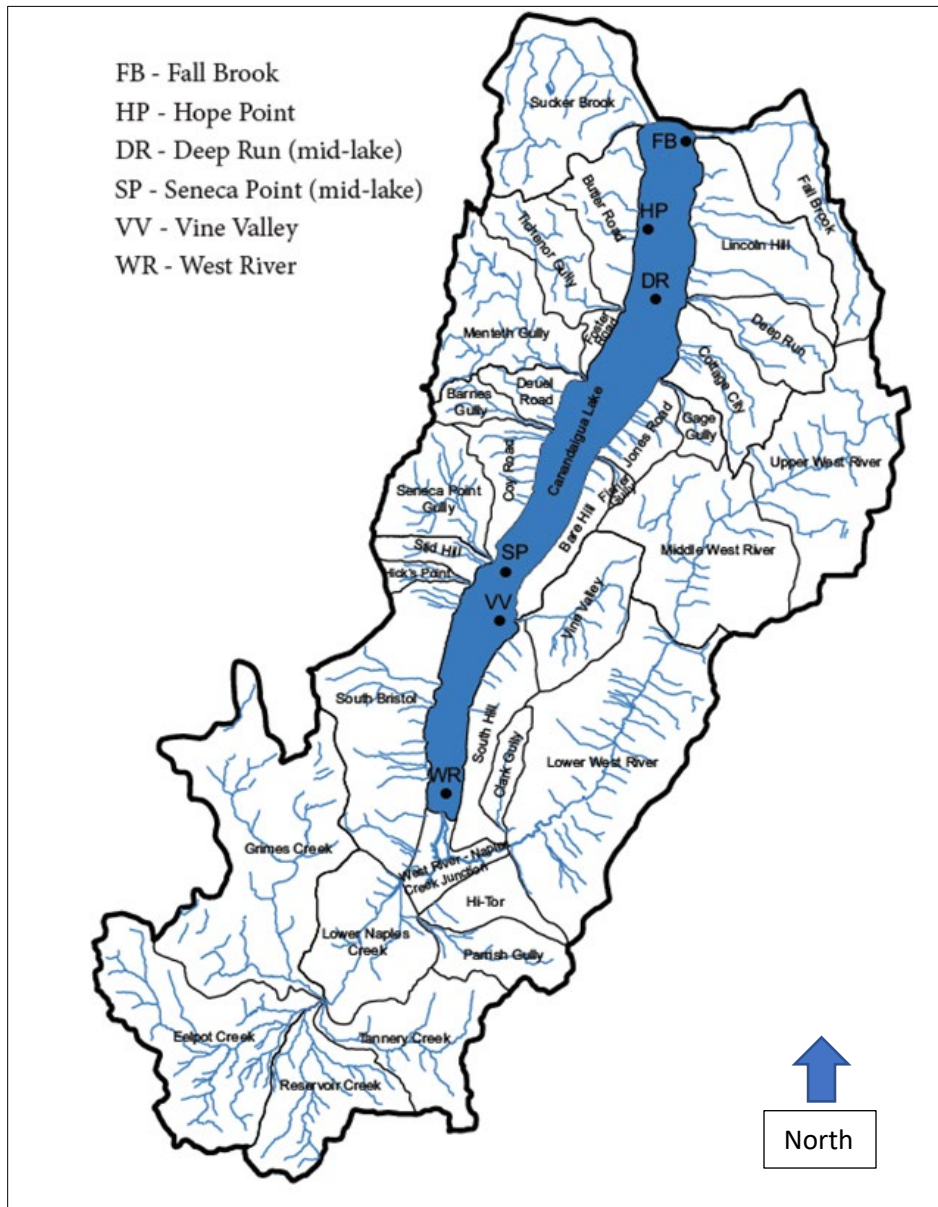 FB - Fall Brook
HP - Hope Point
DR - Deep Run (mid-lake)
SP - Seneca Point (mid-lake)
VV - Vine Valley
WR - West River
Sucker Brook
FB
Fall Brook
Butler Road
HP
Tichenor Gully
Lincoln Hill
DR
Foster
Road
Deep Run
Menteth Gully
Cottage City
Deuel
Road
Barnes
Gully
Canandaigua Lake
Gage
Gully
Jones Road
Coy Road
Upper West River
Seneca Point
Gully
Fisher
Gully
Bare Hill
Middle West River
Slid Hill
SP
Hick's Point
VV
Vine Valley
South Bristol
South Hill
Clark Gully
Lower West River
WR
Grimes Creek
West River - Naples
Creek Junction
Hi-Tor
Lower Naples
Creek
Parrish Gully
Eelpot Creek
Tannery Creek
Reservoir Creek
North